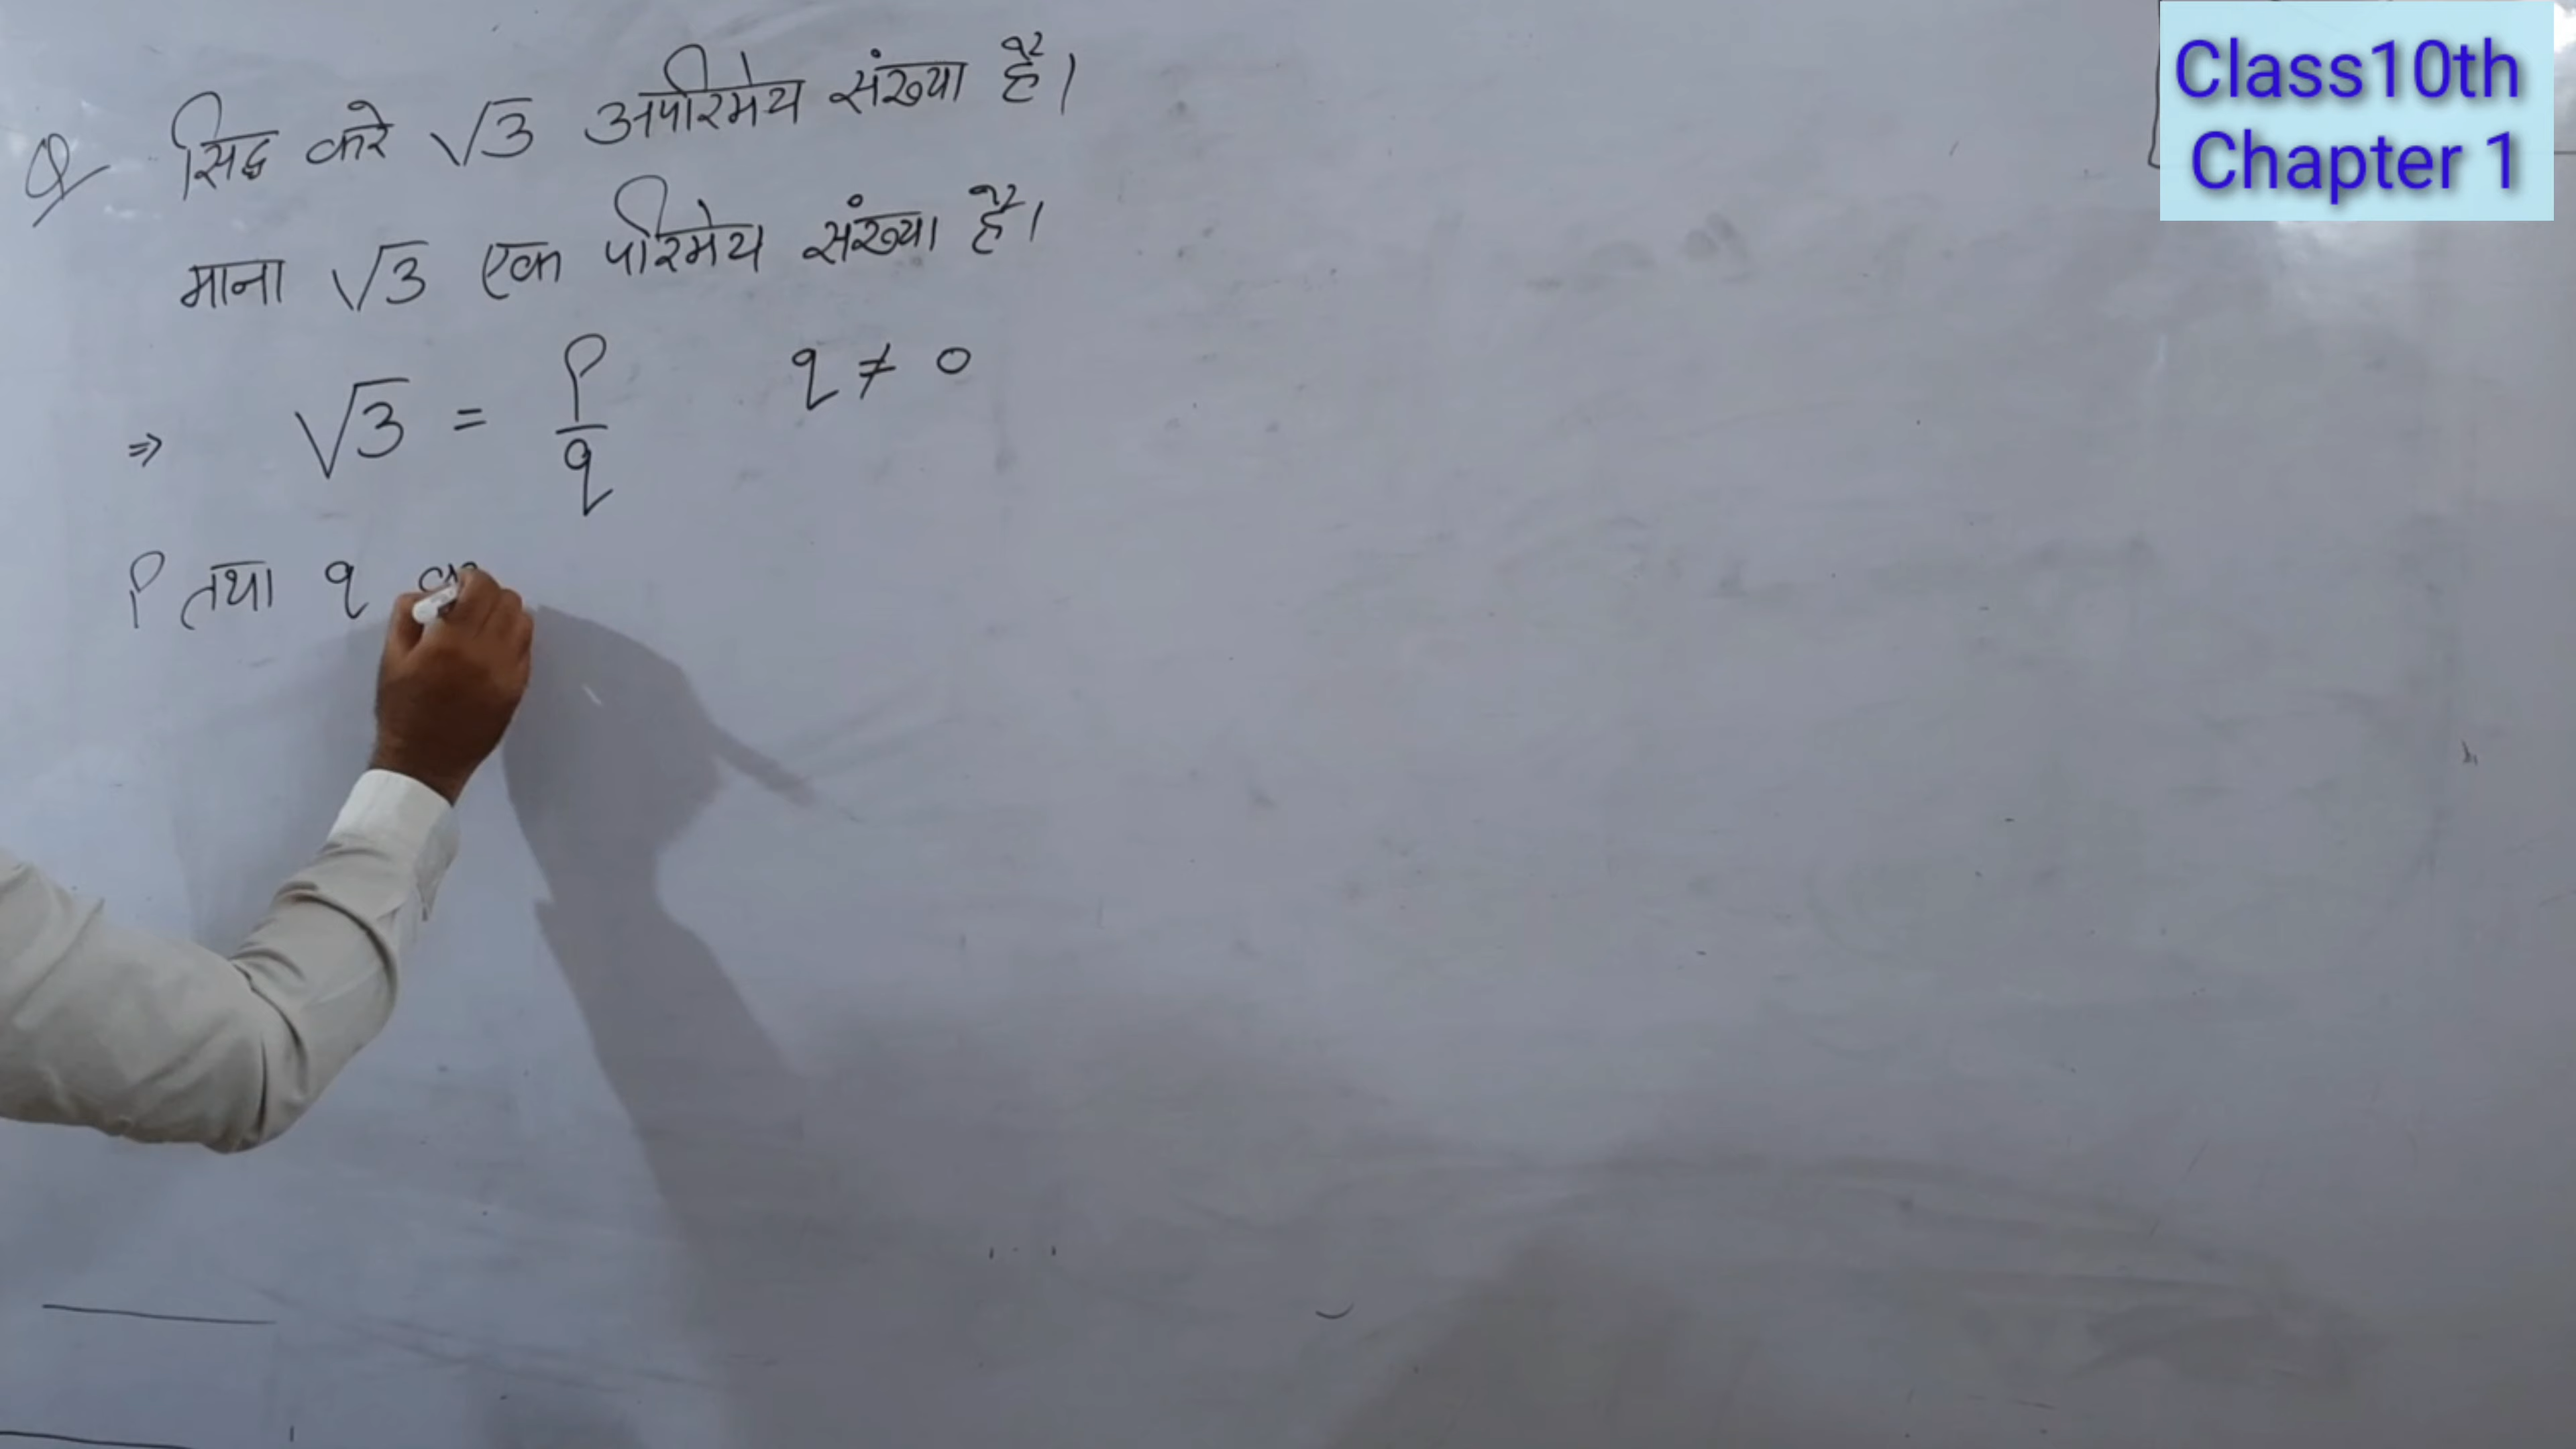 Q सिद्ध करे √3 अपरिमेय संख्या है।
माना √3 एक परिमेय संख्या है।
⇒ √3 = p/q q ≠ 0
P तथा q
Class10th
Chapter 1